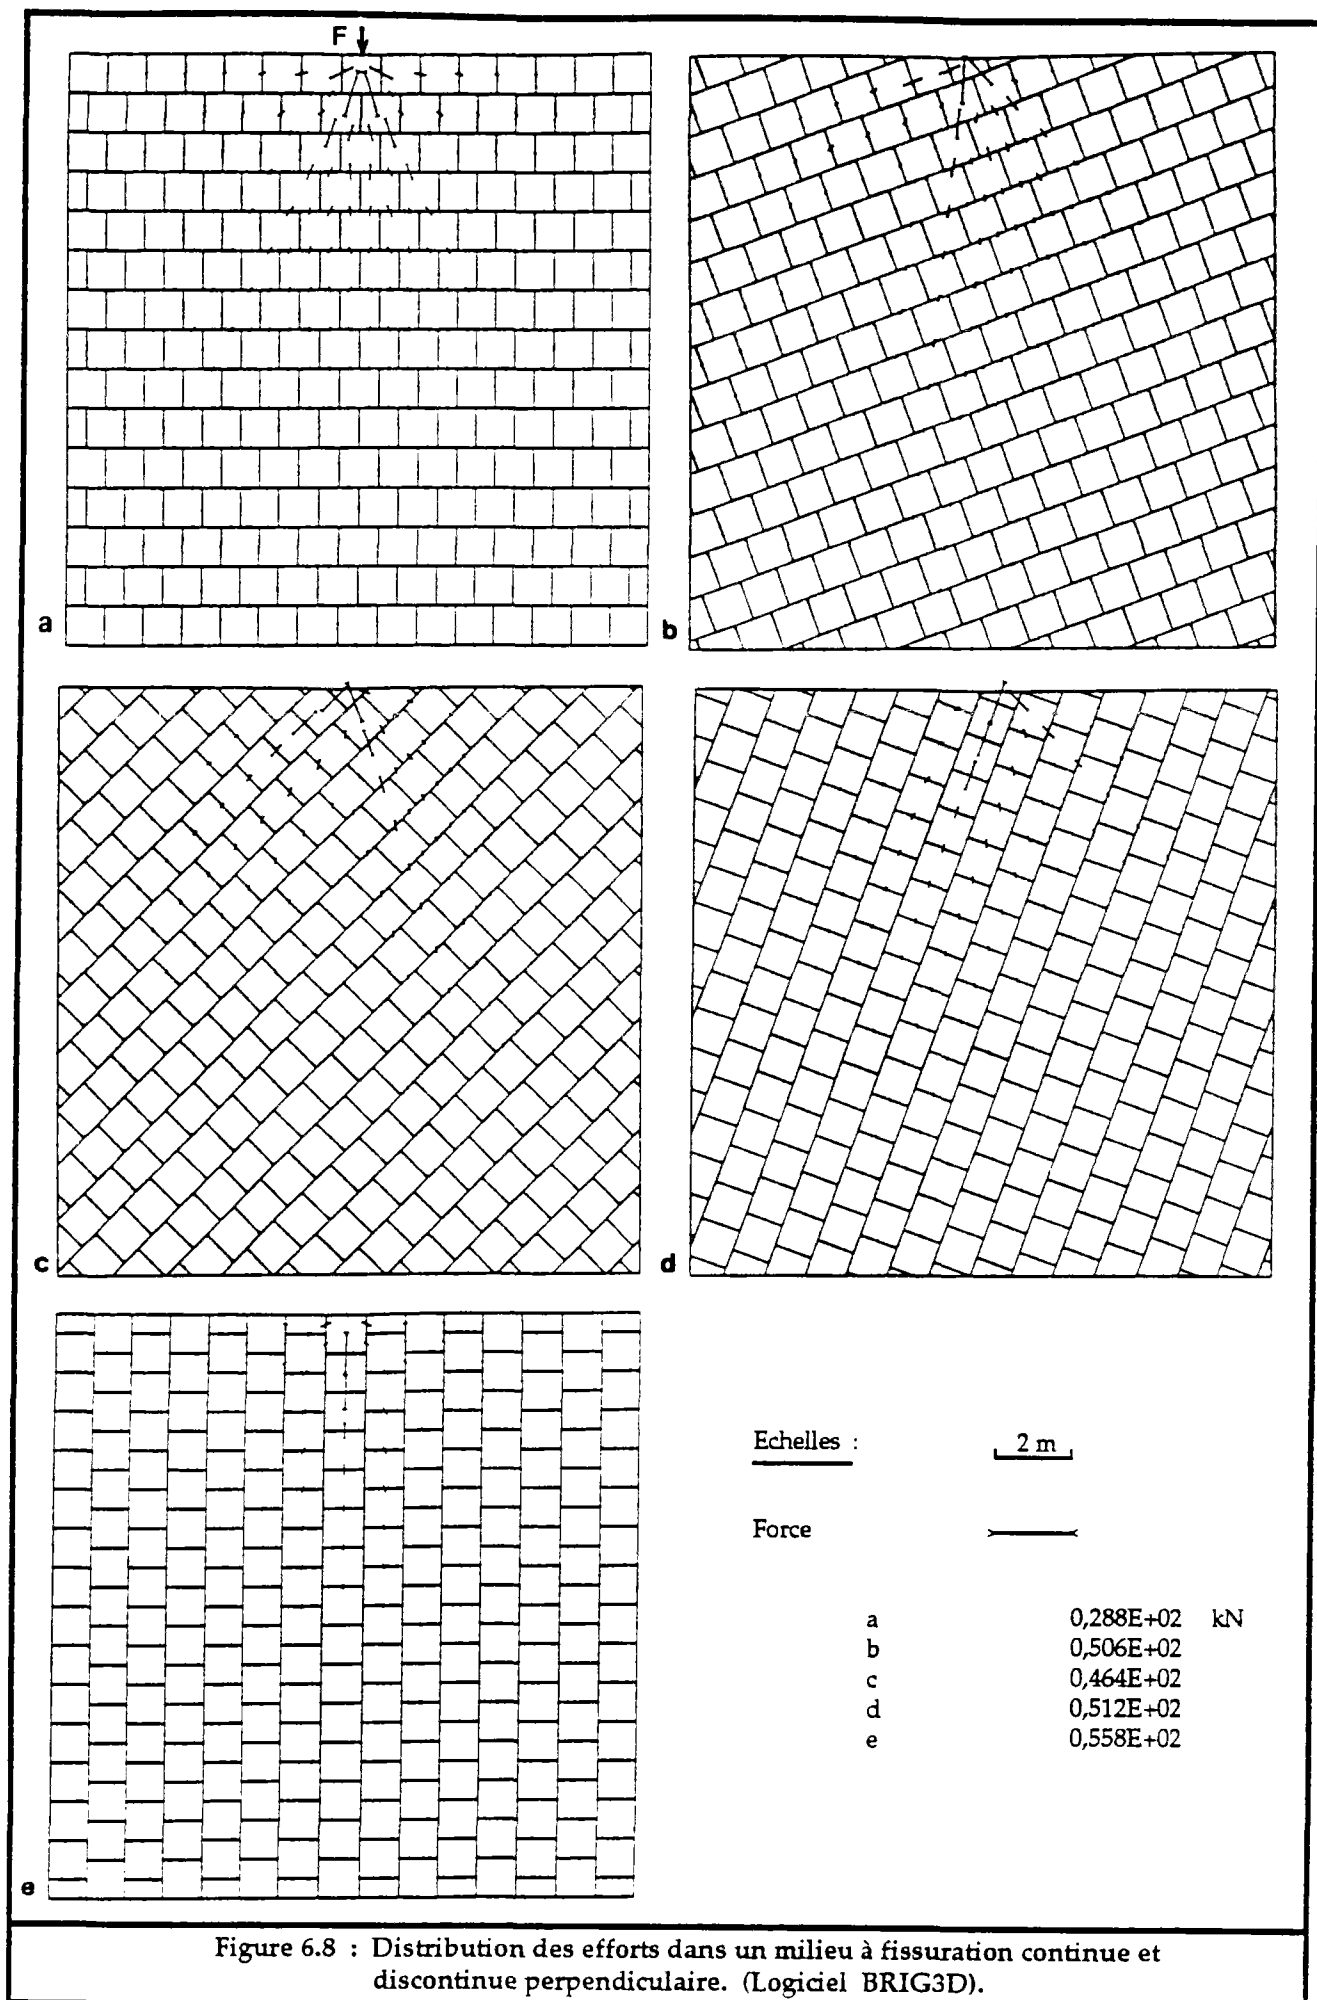 F
a
b
c
d
e
Echelles :
2 m
Force
a 0,288E+02 kN
b 0,506E+02
c 0,464E+02
d 0,512E+02
e 0,558E+02
Figure 6.8 : Distribution des efforts dans un milieu à fissuration continue et
discontinue perpendiculaire. (Logiciel BRIG3D).